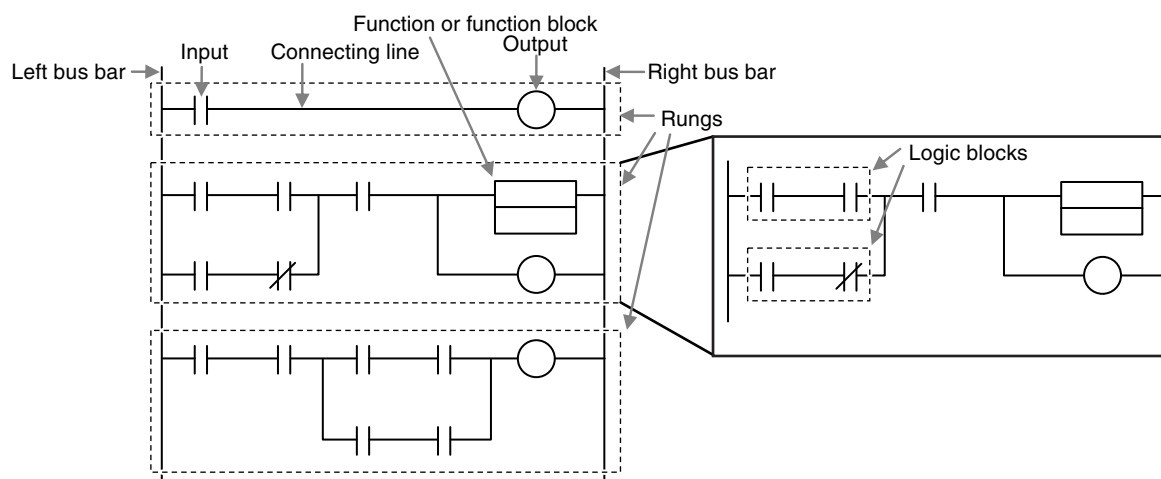 Function or function block
Output
Input
Connecting line
Left bus bar
Right bus bar
Rungs
Logic blocks